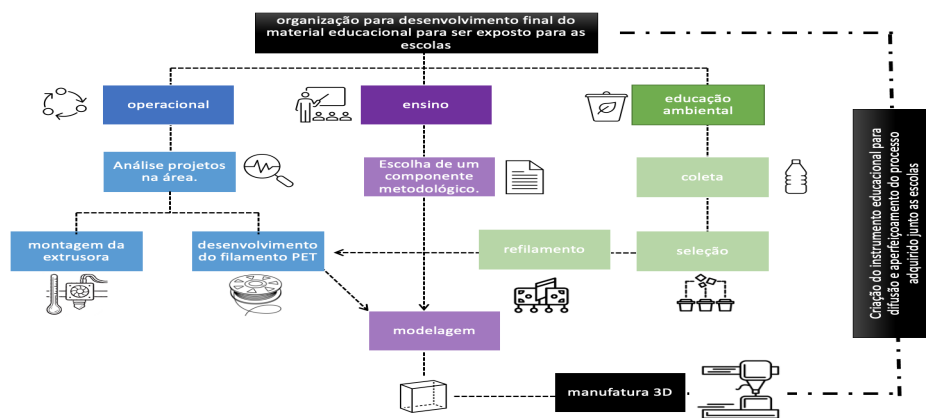 organização para desenvolvimento final do
material educacional para ser exposto para as
escolas
operacional
ensino
educação
ambiental
Análise projetos
na área.
Escolha de um
componente
metodológico.
coleta
montagem da
extrusora
desenvolvimento
do filamento PET
refilamento
seleção
modelagem
manufatura 3D
Criação do instrumento educacional para
difusão e aperfeiçoamento do processo
adquirido junto as escolas